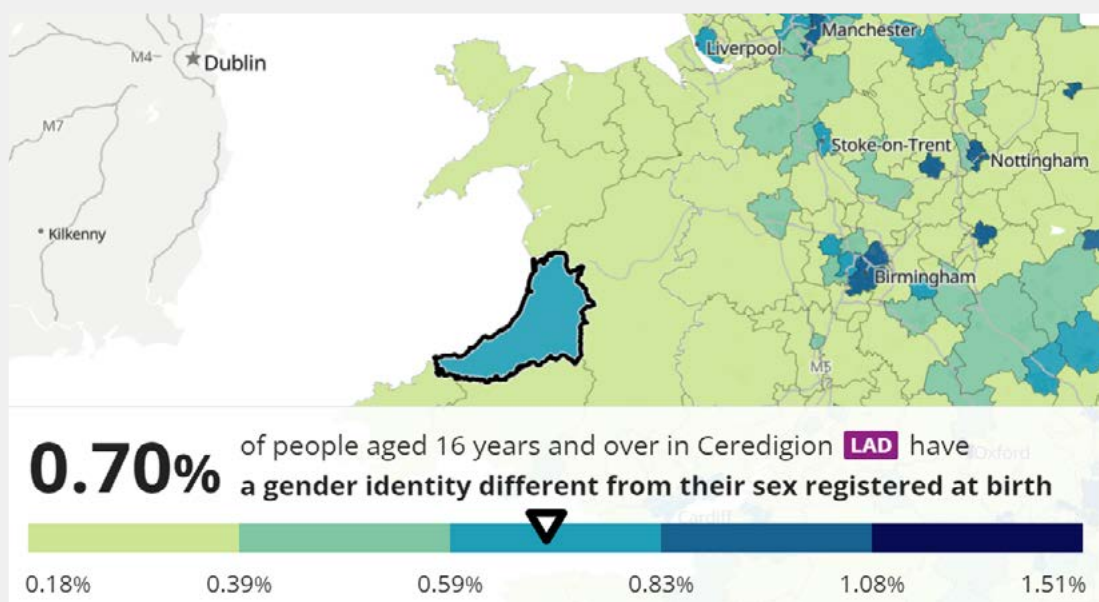 Manchester
Liverpool
M4
Dublin
M7
Stoke-on-Trent
Nottingham
Kilkenny
Birmingham
M5
of people aged 16 years and over in Ceredigion LAD have
0.70%
a gender identity different from their sex registered at birth
Oxford
Cardiff
0.18% 0.39% 0.59% 0.83% 1.08% 1.51%